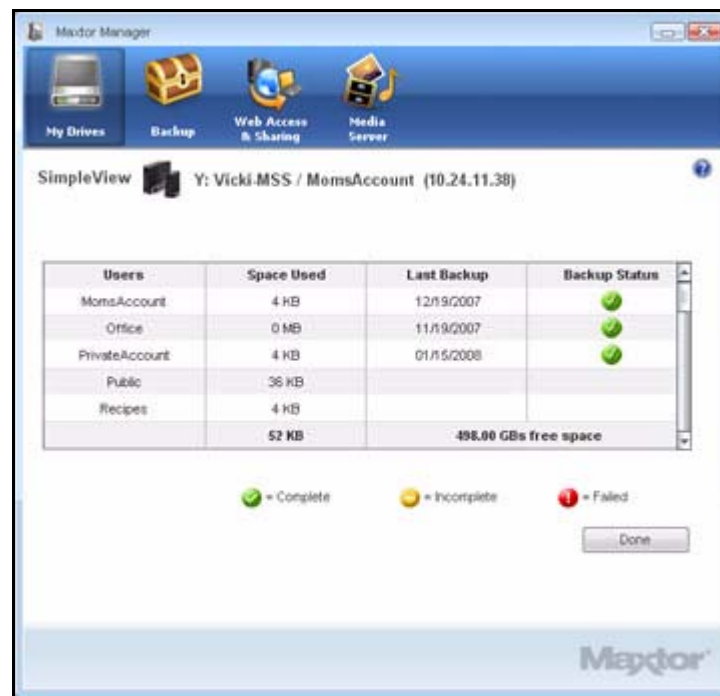 Maxtor Manager
My Drives
Backup
Web Access
& Sharing
Media
Server
SimpleView Y: Vicki-MSS / MomsAccount (10.24.11.38)
Users Space Used Last Backup Backup Status
MomsAccount 4 KB 12/19/2007
Office 0 MB 11/19/2007
PrivateAccount 4 KB 01/15/2008
Public 36 KB
Recipes 4 KB
52 KB 498.00 GBs free space
= Complete = Incomplete = Failed
Done
Maxtor